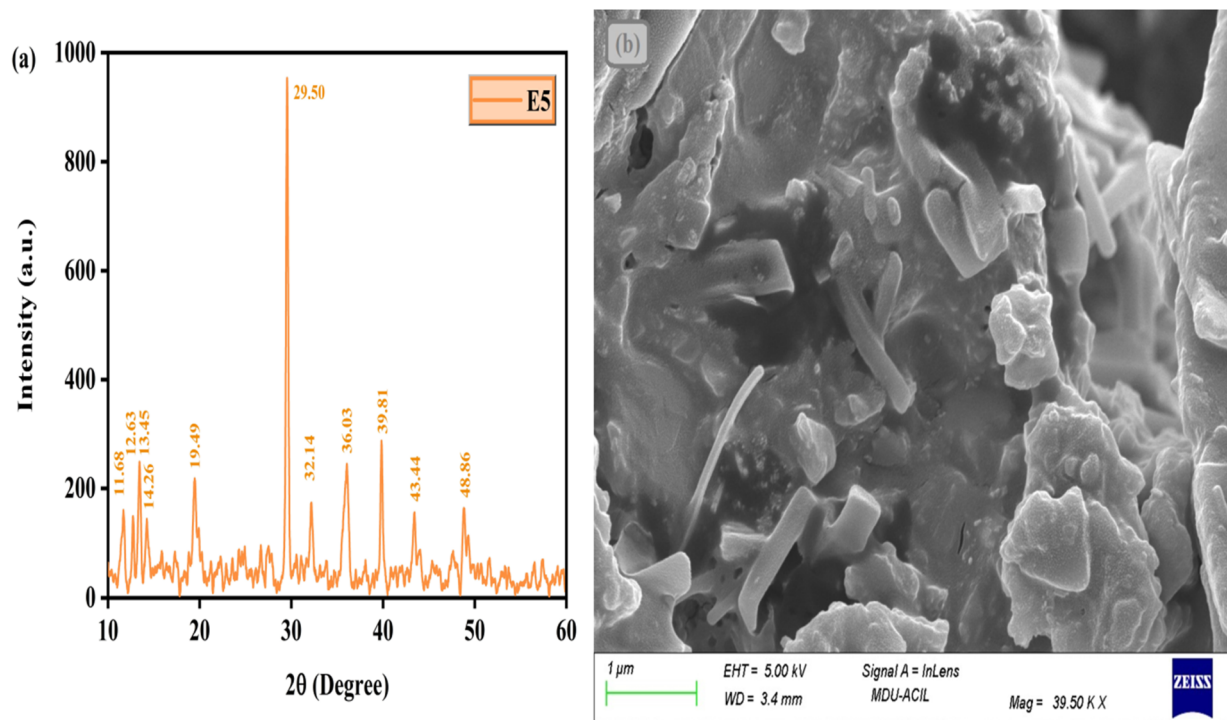 (a)
1000
800
600
400
200
0
Intensity (a.u.)
29.50
E5
11.68
12.63
13.45
14.26
19.49
32.14
36.03
39.81
43.44
48.86
10 20 30 40 50 60
2θ (Degree)
(b)
1 μm
EHT = 5.00 kV
Signal A = InLens
WD = 3.4 mm
MDU-ACIL
Mag = 39.50 K X
ZEISS